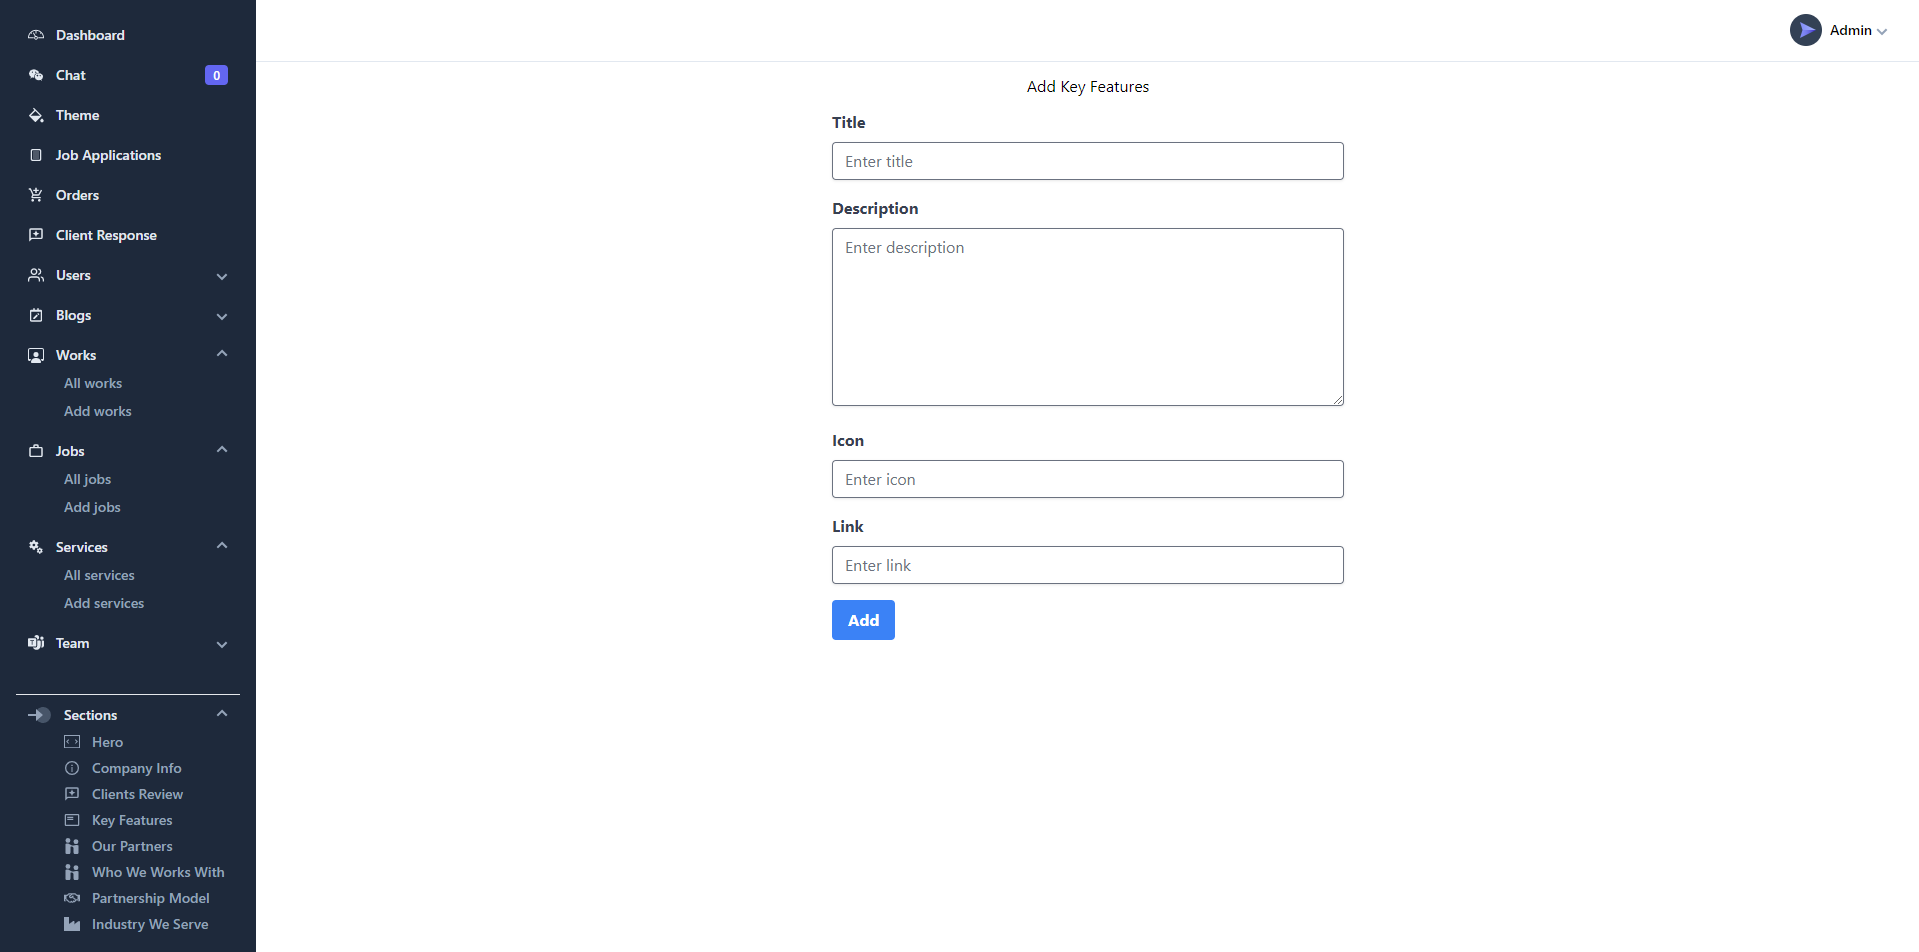 Dashboard
Chat
0
Theme
Job Applications
Orders
Client Response
Users
Blogs
Works
All works
Add works
Jobs
All jobs
Add jobs
Services
All services
Add services
Team
Sections
Hero
Company Info
Clients Review
Key Features
Our Partners
Who We Works With
Partnership Model
Industry We Serve
Admin
Add Key Features
Title
Enter title
Description
Enter description
Icon
Enter icon
Link
Enter link
Add